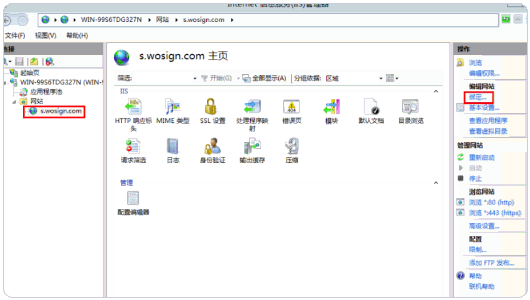 Internet 信息服务(IIS)管理器
WIN-99S6TDG327N ▸ 网站 ▸ s.wosign.com ▸
文件(F) 视图(V) 帮助(H)
连接
起始页
WIN-99S6TDG327N (WIN-
应用程序池
网站
s.wosign.com
s.wosign.com 主页
筛选: 开始(G) 全部显示(A) 分组依据: 区域
IIS
HTTP 响应标头
MIME 类型
SSL 设置
处理程序映射
错误页
模块
默认文档
目录浏览
请求筛选
日志
身份验证
输出缓存
压缩
管理
配置编辑器
操作
浏览
编辑权限...
编辑网站
绑定...
基本设置...
查看应用程序
查看虚拟目录
管理网站
重新启动
启动
停止
浏览网站
浏览 *:80 (http)
浏览 *:443 (https)
高级设置...
配置
限制...
添加 FTP 发布...
帮助
联机帮助